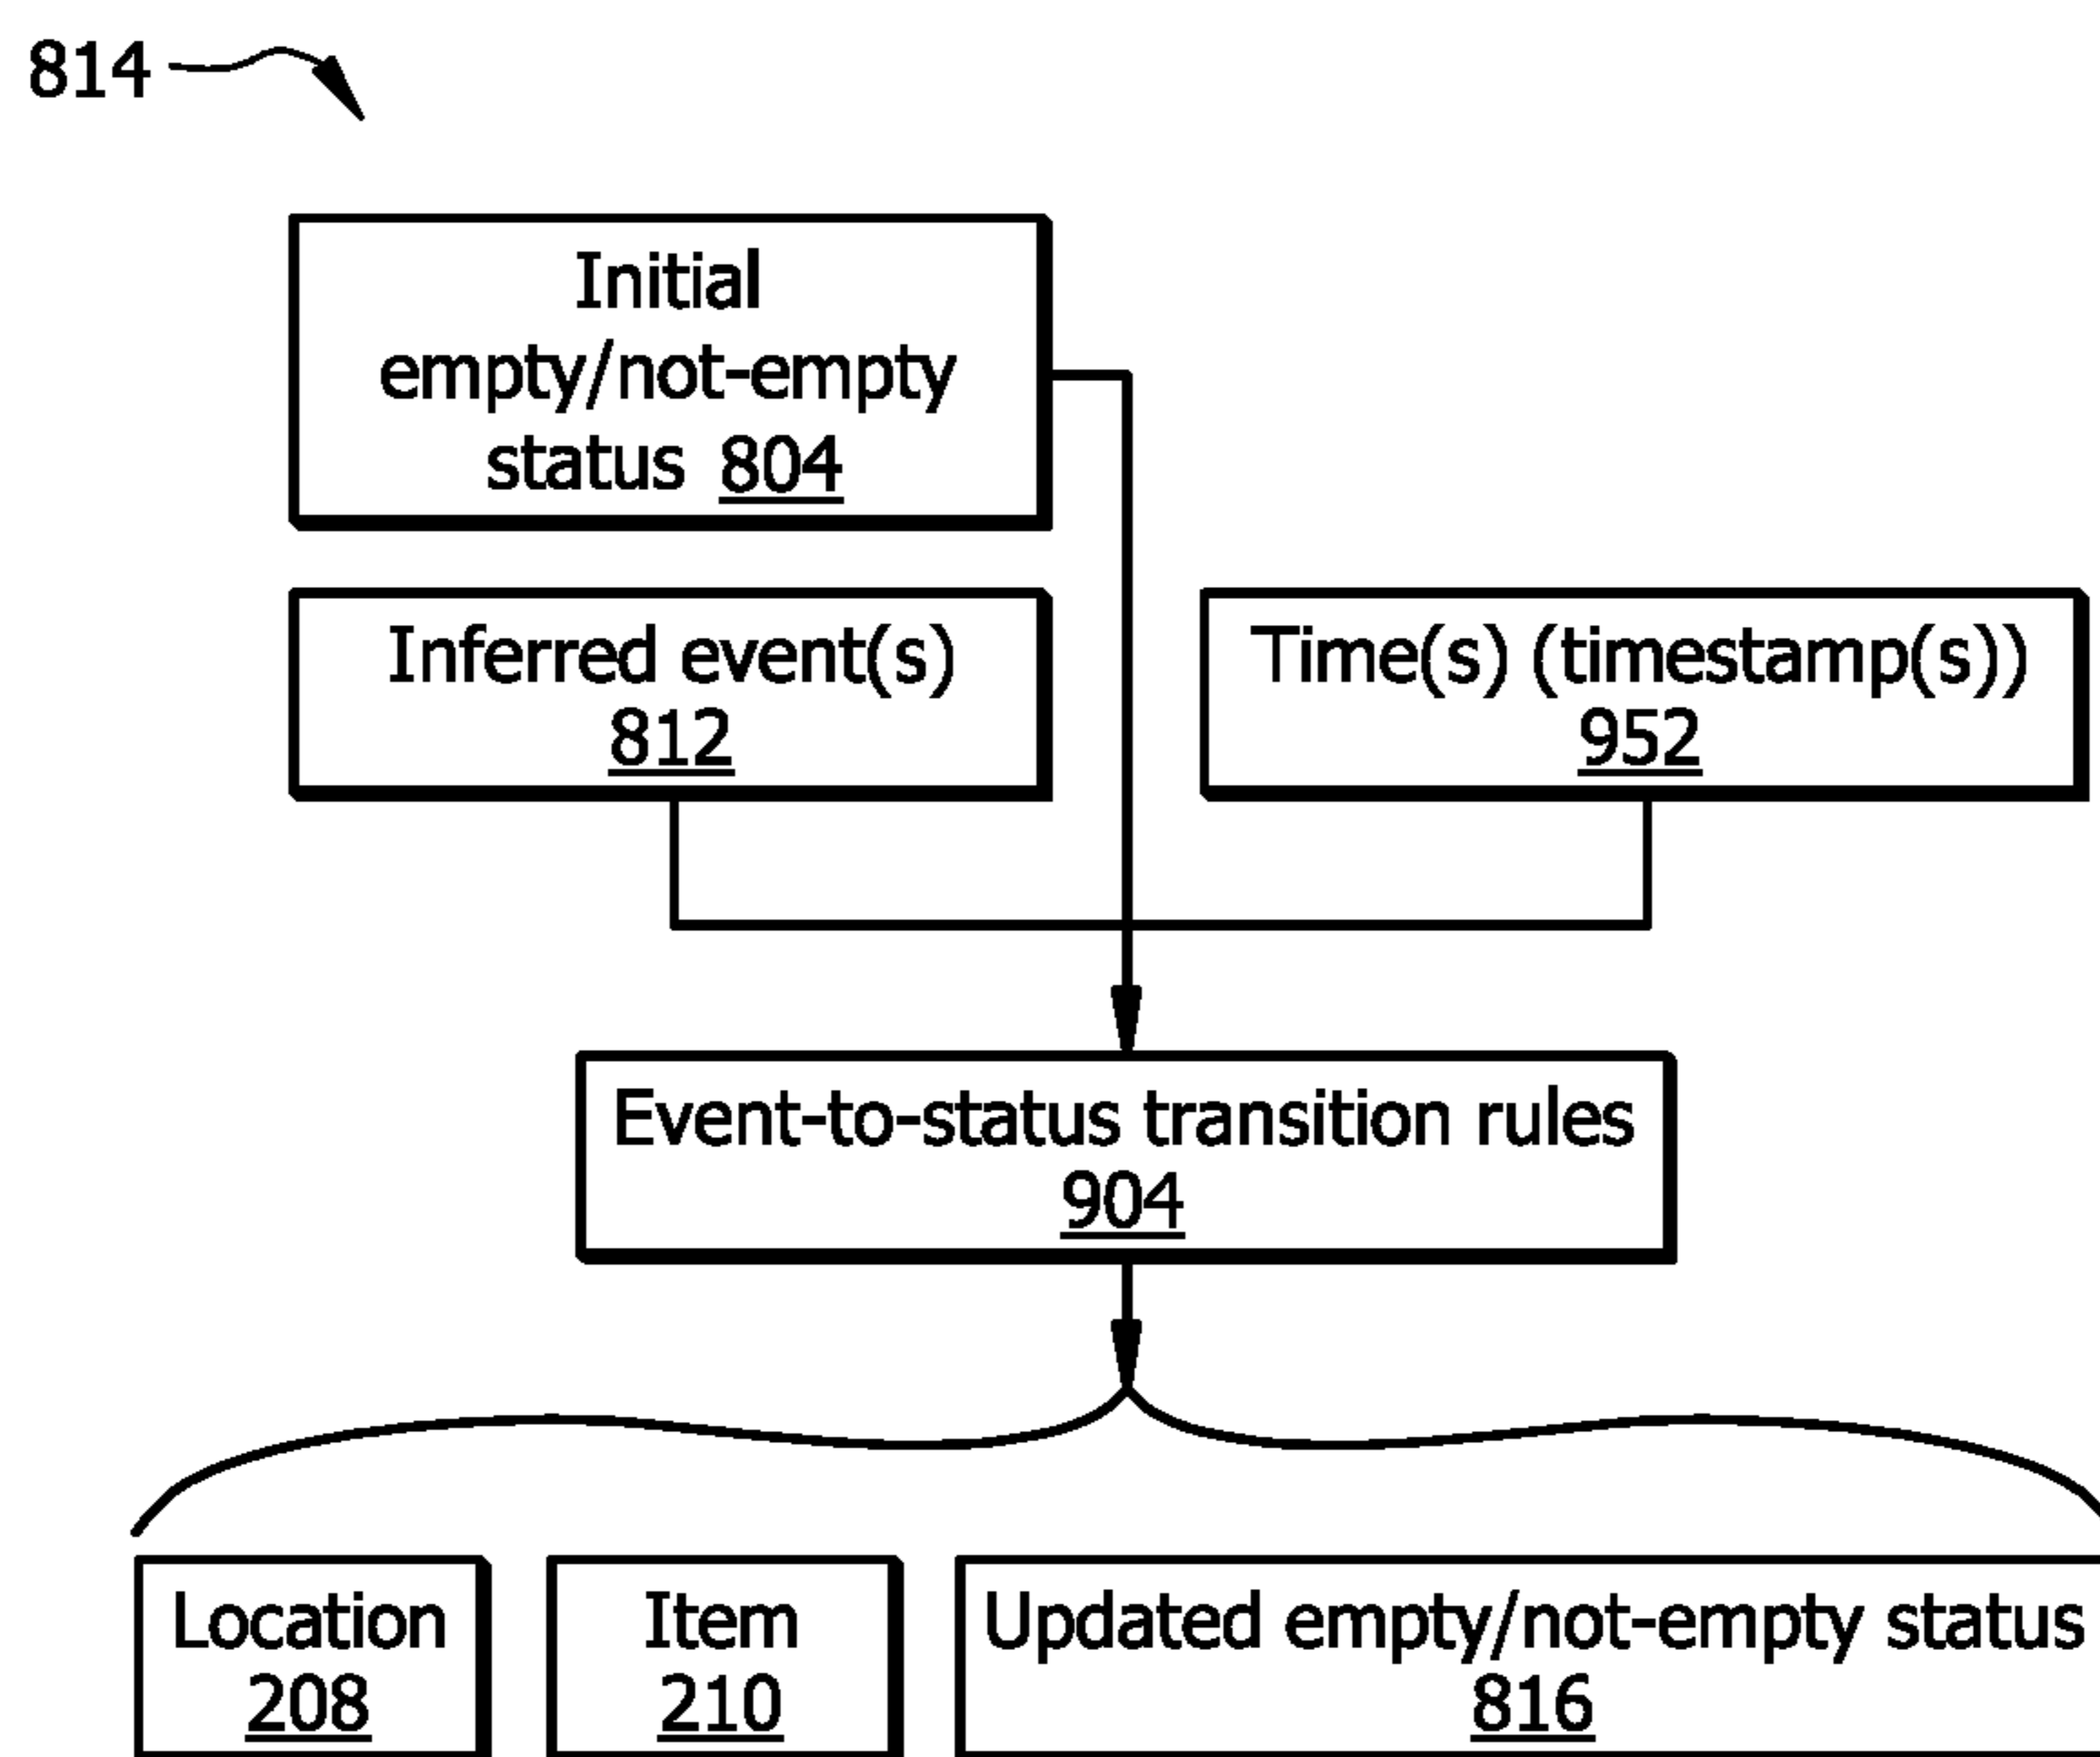 814
Initial
empty/not-empty
status 804
Inferred event(s)
812
Time(s) (timestamp(s))
952
Event-to-status transition rules
904
Location
208
Item
210
Updated empty/not-empty status
816